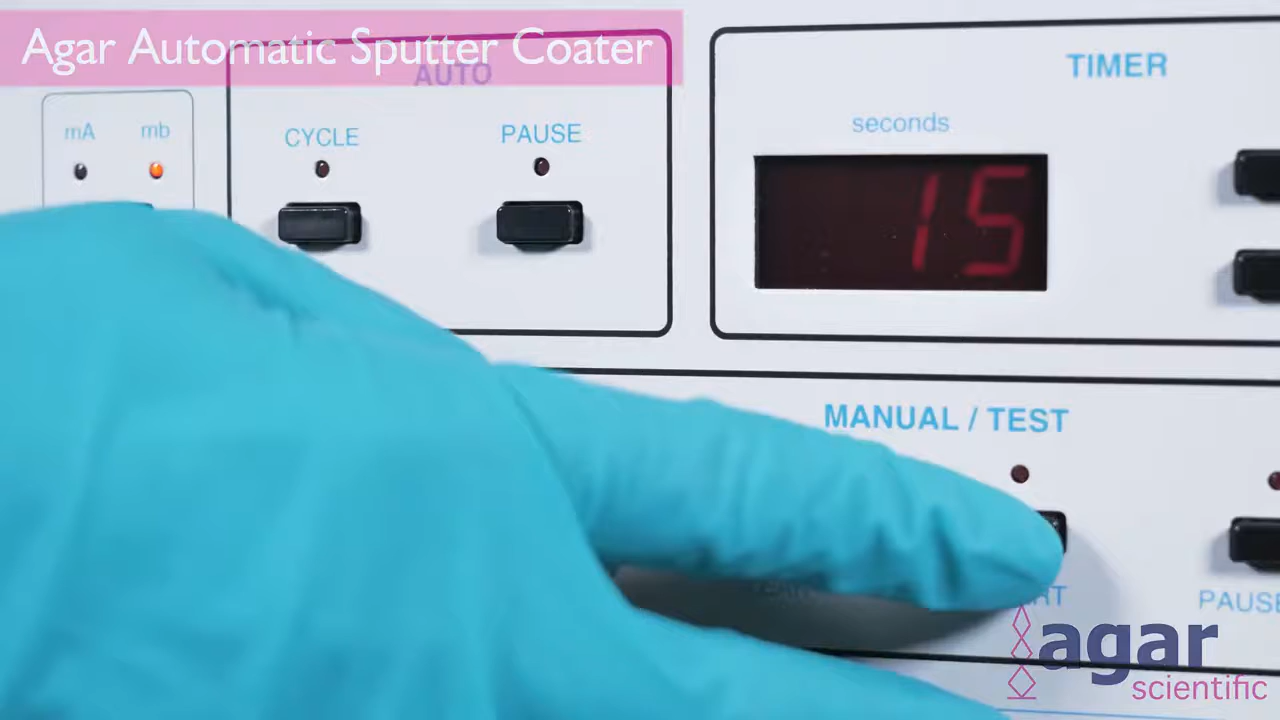 Agar Automatic Sputter Coater
AUTO
TIMER
mA mb
CYCLE
PAUSE
seconds
15
MANUAL / TEST
PAUSE
agar
scientific